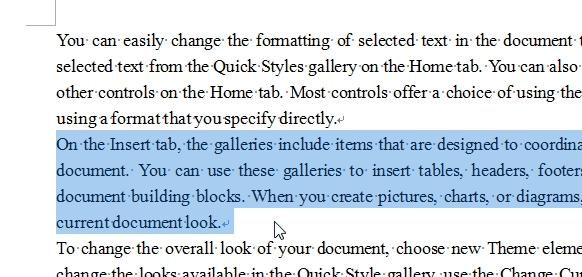 You can easily change the formatting of selected text in the document
selected text from the Quick Styles gallery on the Home tab. You can also
other controls on the Home tab. Most controls offer a choice of using the
using a format that you specify directly.
On the Insert tab, the galleries include items that are designed to coordina
document. You can use these galleries to insert tables, headers, footers
document building blocks. When you create pictures, charts, or diagrams,
current document look.
To change the overall look of your document, choose new Theme eleme
change the looks available in the Quick Style gallery, use the Change Cu